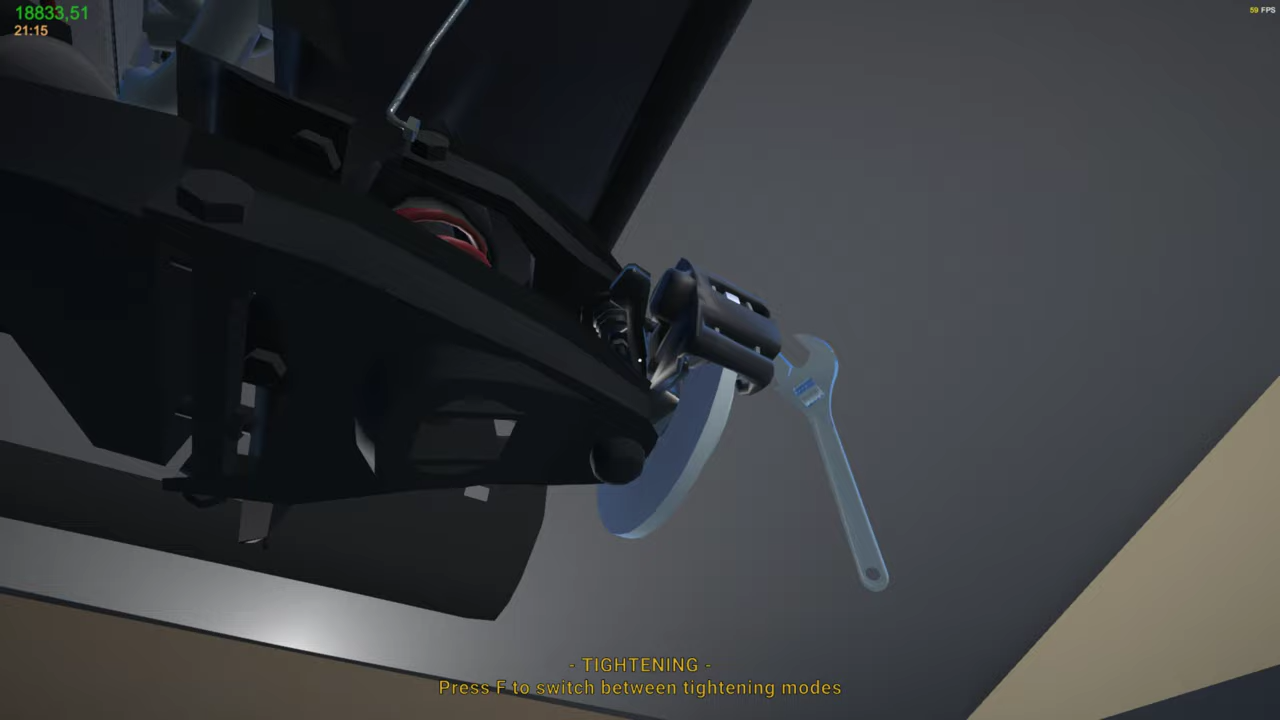 18833,51
59 FPS
21:15
- TIGHTENING -
Press F to switch between tightening modes